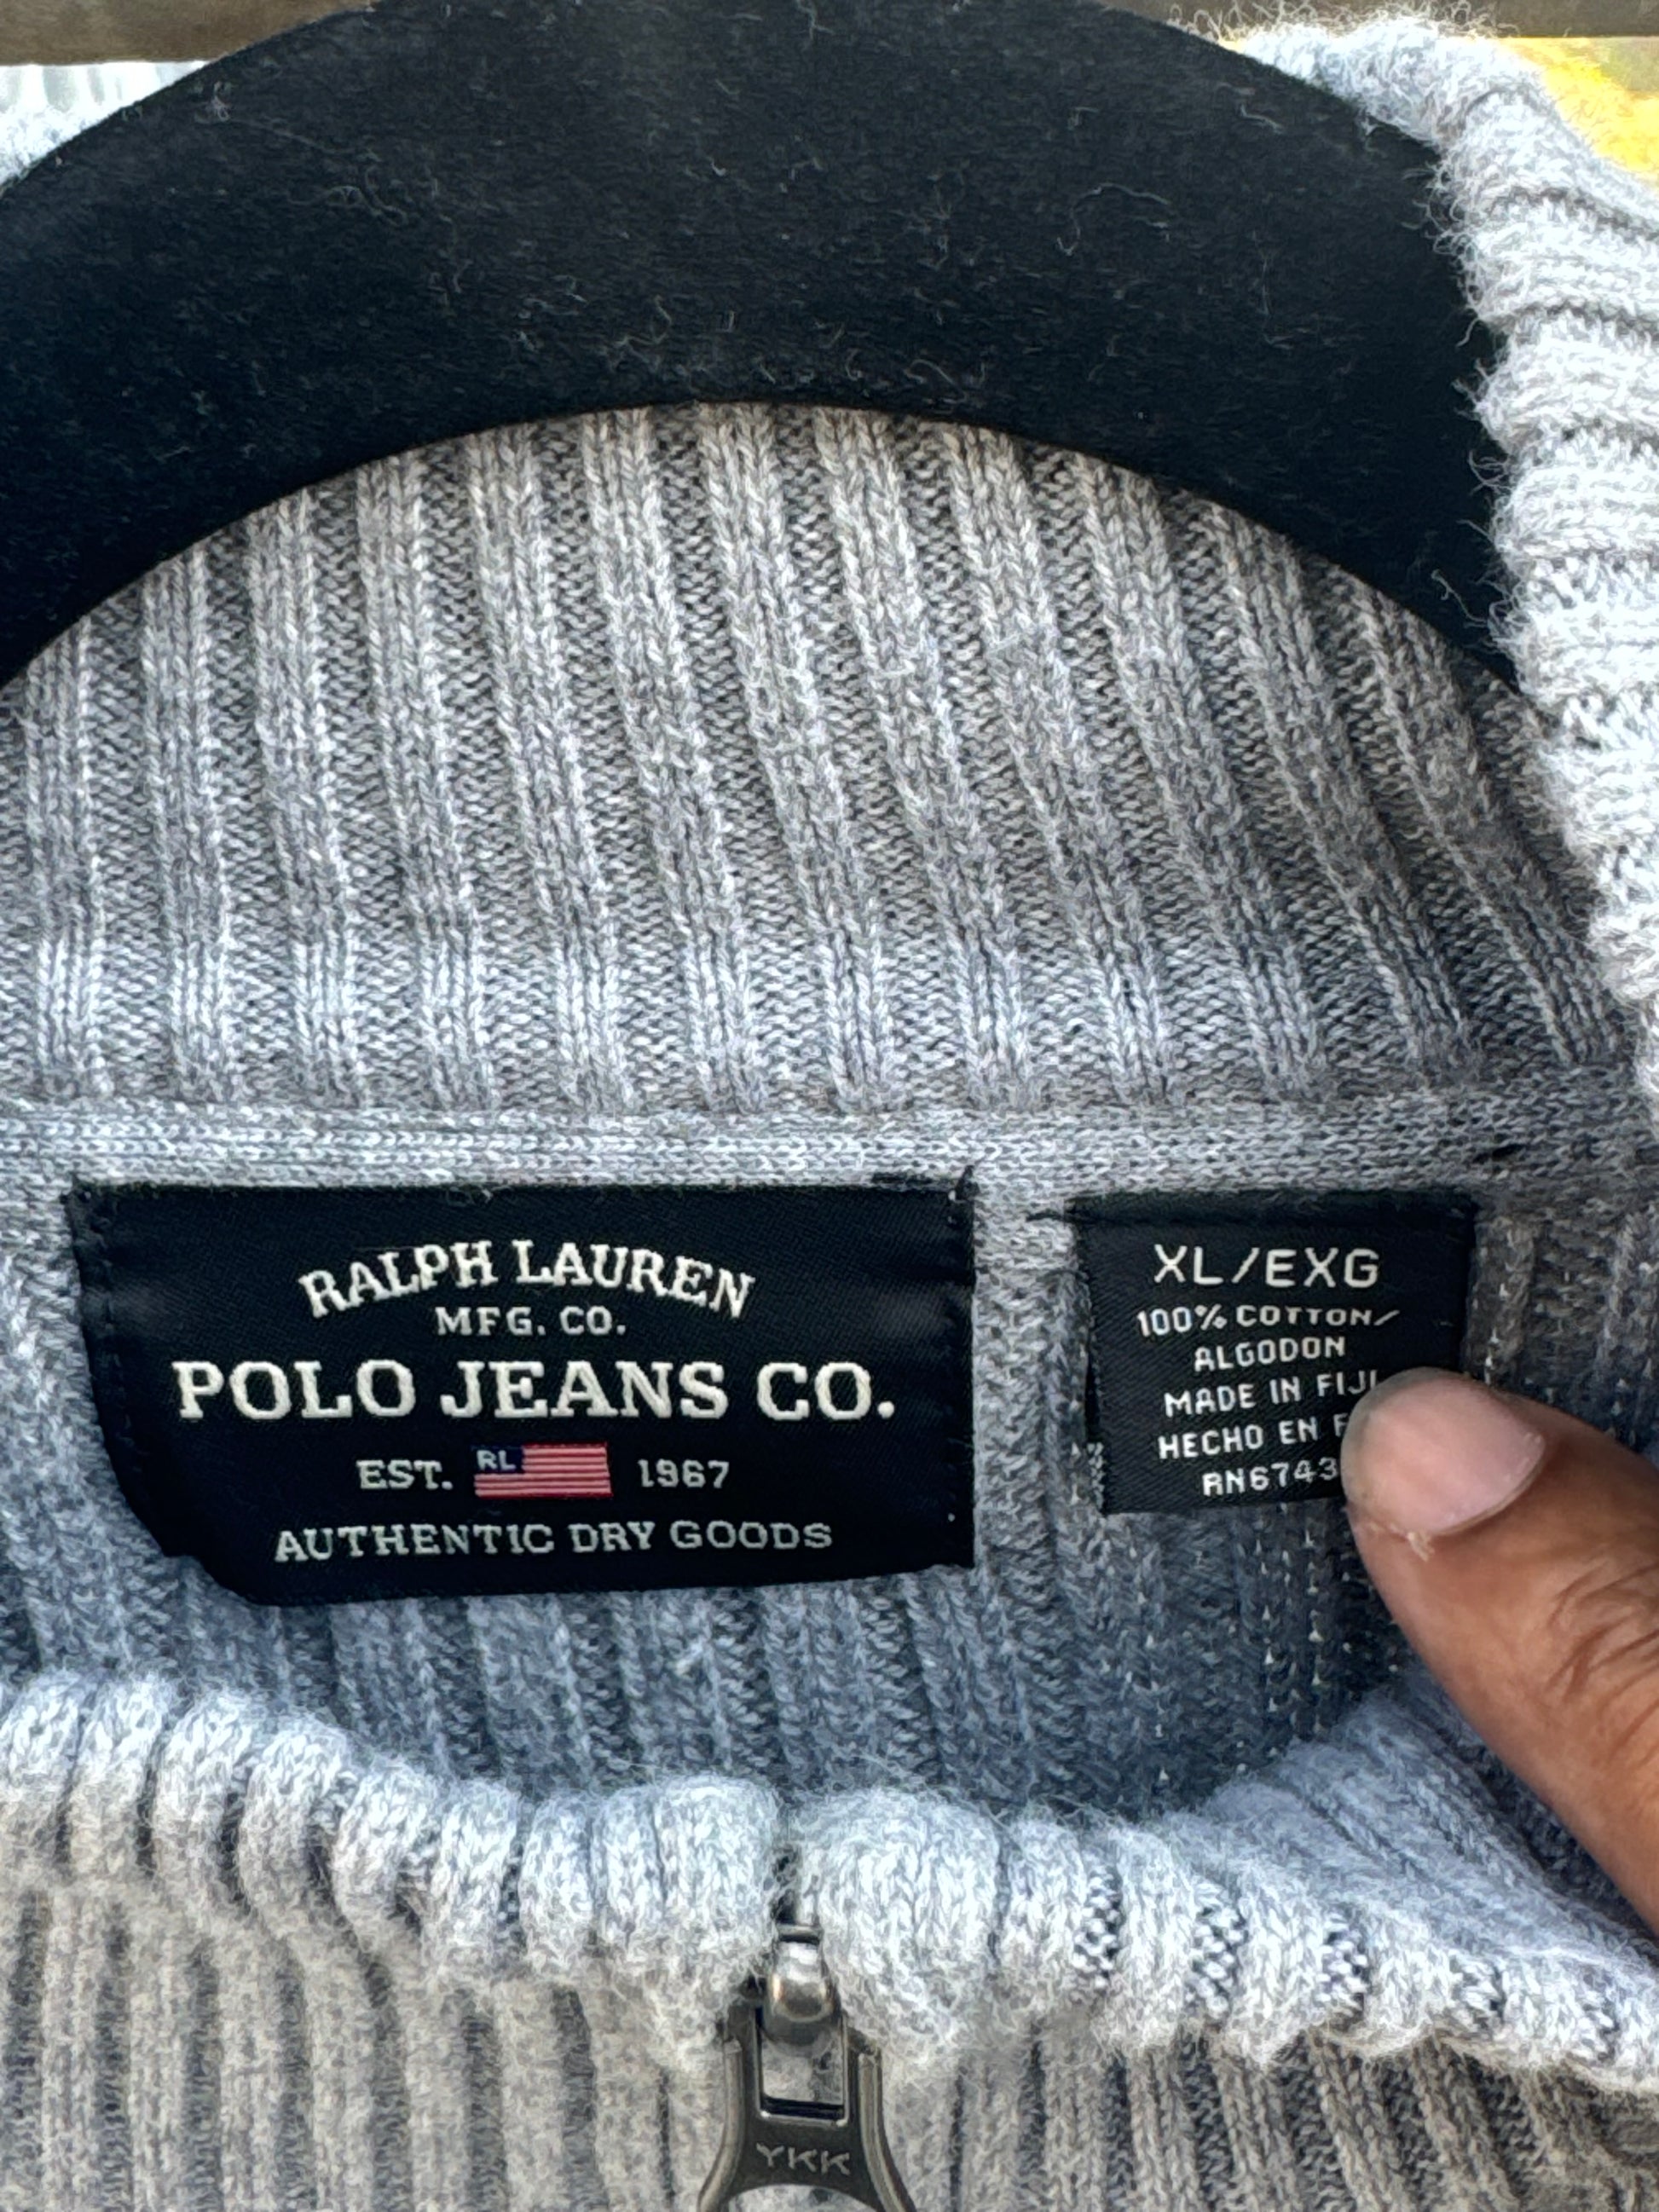 RALPH LAUREN
MFG. CO.
POLO JEANS CO.
EST. RL 1967
AUTHENTIC DRY GOODS
XL/EXG
100% COTTON/
ALGODON
MADE IN FIJI
HECHO EN
YKK